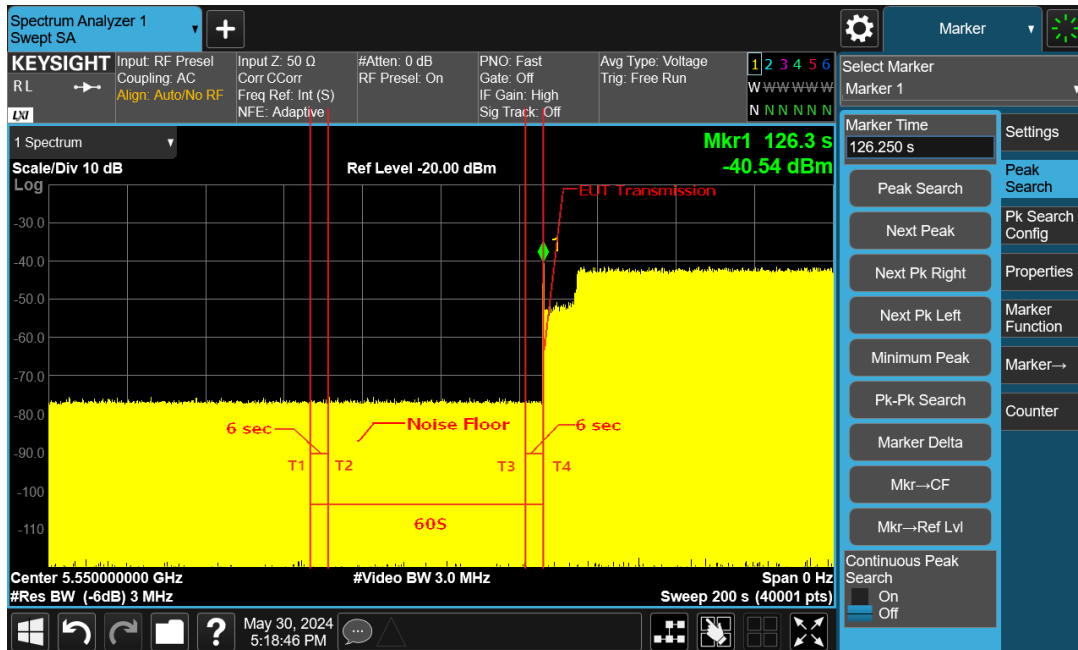 Spectrum Analyzer 1
Swept SA
Marker
KEYSIGHT
RL
LXI
Input: RF Presel
Coupling: AC
Align: Auto/No RF
Input Z: 50 Ω
Corr CCorr
Freq Ref: Int (S)
NFE: Adaptive
#Atten: 0 dB
RF Presel: On
PNO: Fast
Gate: Off
IF Gain: High
Sig Track: Off
Avg Type: Voltage
Trig: Free Run
1 2 3 4 5 6
W W W W W W
N N N N N N
Select Marker
Marker 1
1 Spectrum
Mkr1 126.3 s
Scale/Div 10 dB
Ref Level -20.00 dBm
-40.54 dBm
Log
EUT Transmission
-30.0
1
-40.0
-50.0
-60.0
-70.0
-80.0
6 sec
Noise Floor
6 sec
-90.0
T1
T2
T3
T4
-100
60S
-110
Center 5.550000000 GHz
#Video BW 3.0 MHz
Span 0 Hz
#Res BW (-6dB) 3 MHz
Sweep 200 s (40001 pts)
Marker Time
126.250 s
Peak Search
Next Peak
Next Pk Right
Next Pk Left
Minimum Peak
Pk-Pk Search
Marker Delta
Mkr→CF
Mkr→Ref Lvl
Continuous Peak
Search
On
Off
Settings
Peak
Search
Pk Search
Config
Properties
Marker
Function
Marker→
Counter
?
May 30, 2024
5:18:46 PM